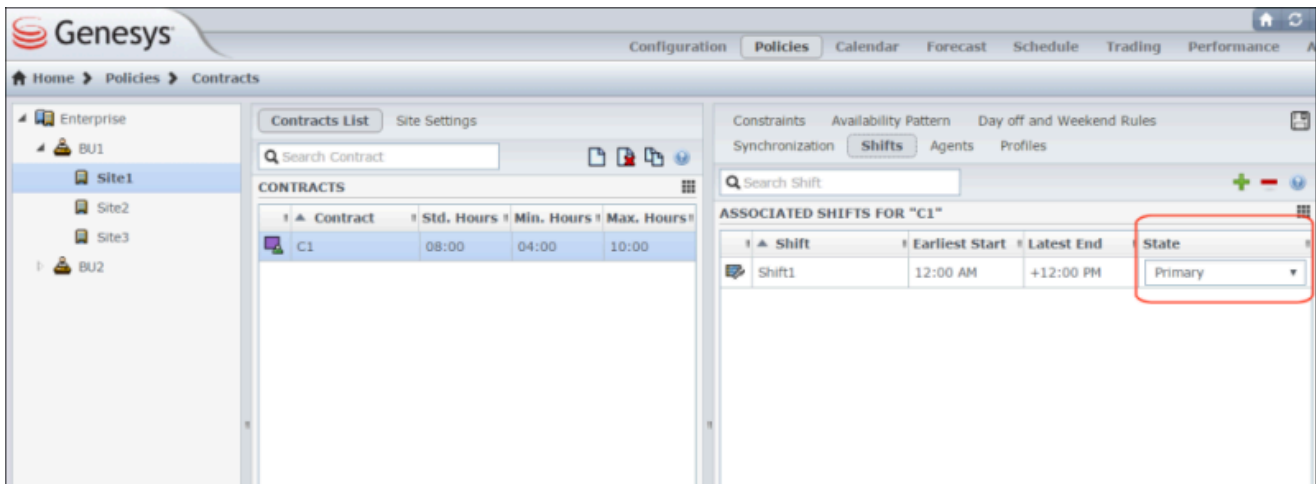 Genesys
Configuration Policies Calendar Forecast Schedule Trading Performance A
Home Policies Contracts
Enterprise
BU1
Site1
Site2
Site3
BU2
Contracts List Site Settings
Search Contract
CONTRACTS
Contract Std. Hours Min. Hours Max. Hours
C1 08:00 04:00 10:00
Constraints Availability Pattern Day off and Weekend Rules
Synchronization Shifts Agents Profiles
Search Shift
ASSOCIATED SHIFTS FOR "C1"
Shift Earliest Start Latest End State
Shift1 12:00 AM +12:00 PM Primary